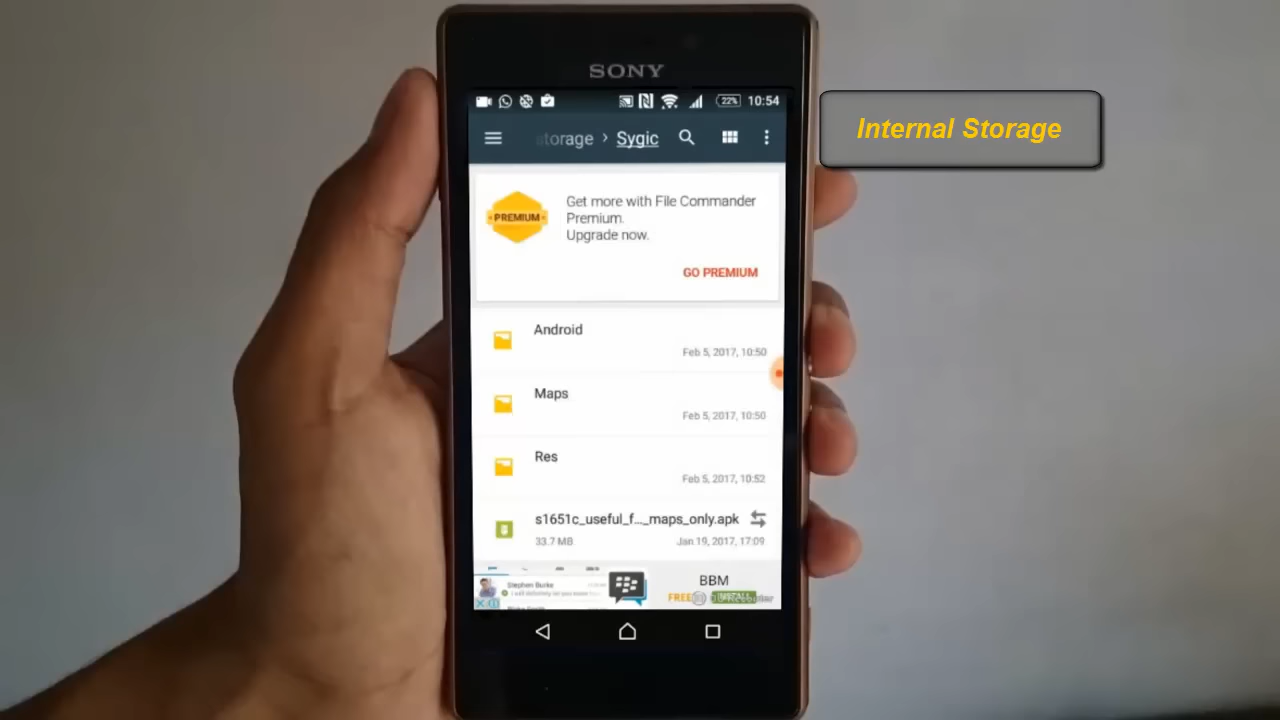 SONY
22% 10:54
Internal Storage
storage > Sygic
PREMIUM
Get more with File Commander
Premium.
Upgrade now.
GO PREMIUM
Android
Feb 5, 2017, 10:50
Maps
Feb 5, 2017, 10:50
Res
Feb 5, 2017, 10:52
s1651c_useful_f..._maps_only.apk
33.7 MB
Jan 19, 2017, 17:09
Stephen Burke
BBM
FREE
INSTALL